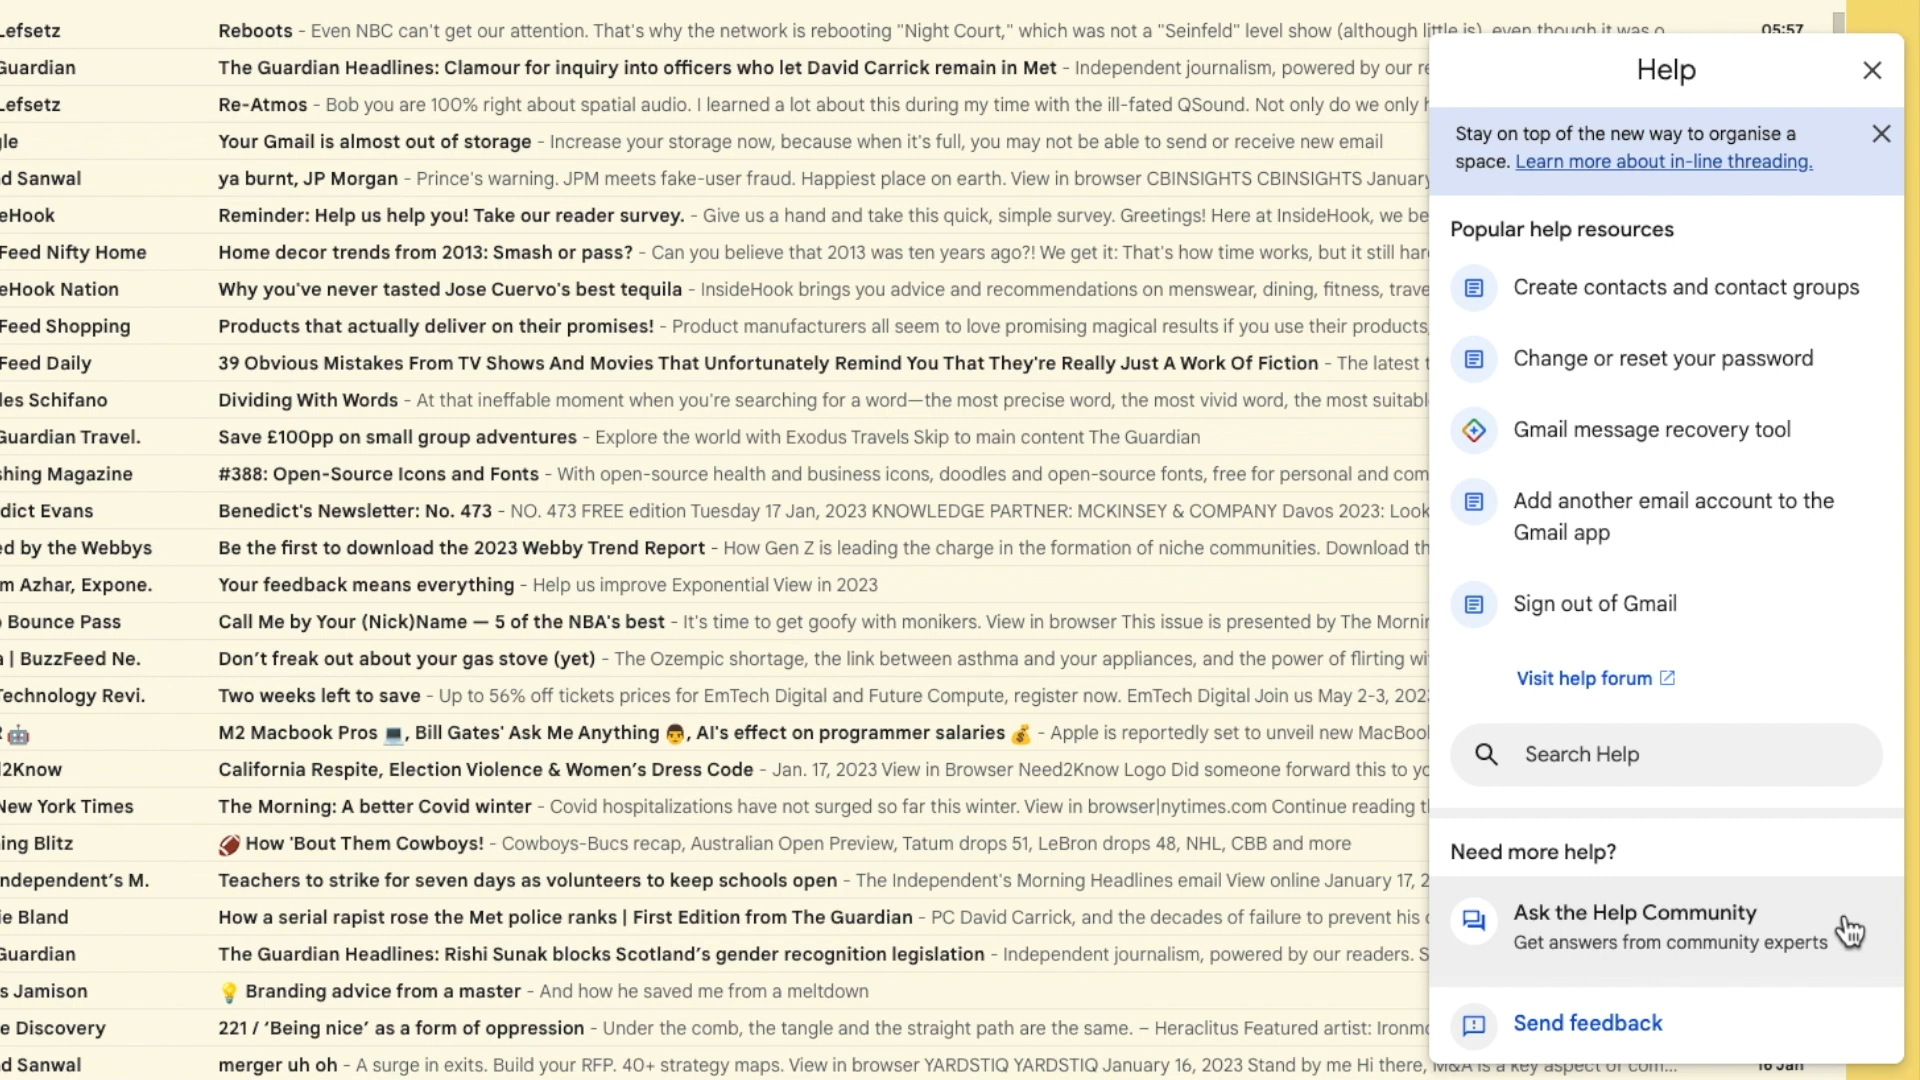 Lefsetz Reboots - Even NBC can't get our attention. That's why the network is rebooting "Night Court," which was not a "Seinfeld" level show (although little is), even though it was o 05:57
Guardian The Guardian Headlines: Clamour for inquiry into officers who let David Carrick remain in Met - Independent journalism, powered by our re
Lefsetz Re-Atmos - Bob you are 100% right about spatial audio. I learned a lot about this during my time with the ill-fated QSound. Not only do we only h
gle Your Gmail is almost out of storage - Increase your storage now, because when it's full, you may not be able to send or receive new email
d Sanwal ya burnt, JP Morgan - Prince's warning. JPM meets fake-user fraud. Happiest place on earth. View in browser CBINSIGHTS CBINSIGHTS January
eHook Reminder: Help us help you! Take our reader survey. - Give us a hand and take this quick, simple survey. Greetings! Here at InsideHook, we be
Feed Nifty Home Home decor trends from 2013: Smash or pass? - Can you believe that 2013 was ten years ago?! We get it: That's how time works, but it still har
eHook Nation Why you've never tasted Jose Cuervo's best tequila - InsideHook brings you advice and recommendations on menswear, dining, fitness, trave
Feed Shopping Products that actually deliver on their promises! - Product manufacturers all seem to love promising magical results if you use their products,
Feed Daily 39 Obvious Mistakes From TV Shows And Movies That Unfortunately Remind You That They're Really Just A Work Of Fiction - The latest t
les Schifano Dividing With Words - At that ineffable moment when you're searching for a word—the most precise word, the most vivid word, the most suitabl
Guardian Travel. Save £100pp on small group adventures - Explore the world with Exodus Travels Skip to main content The Guardian
shing Magazine #388: Open-Source Icons and Fonts - With open-source health and business icons, doodles and open-source fonts, free for personal and com
dict Evans Benedict's Newsletter: No. 473 - NO. 473 FREE edition Tuesday 17 Jan, 2023 KNOWLEDGE PARTNER: MCKINSEY & COMPANY Davos 2023: Look
ed by the Webbys Be the first to download the 2023 Webby Trend Report - How Gen Z is leading the charge in the formation of niche communities. Download th
m Azhar, Expone. Your feedback means everything - Help us improve Exponential View in 2023
Bounce Pass Call Me by Your (Nick)Name — 5 of the NBA's best - It's time to get goofy with monikers. View in browser This issue is presented by The Mornin
a | BuzzFeed Ne. Don't freak out about your gas stove (yet) - The Ozempic shortage, the link between asthma and your appliances, and the power of flirting wi
Technology Revi. Two weeks left to save - Up to 56% off tickets prices for EmTech Digital and Future Compute, register now. EmTech Digital Join us May 2-3, 202
🤖 M2 Macbook Pros 💻, Bill Gates' Ask Me Anything 👨, AI's effect on programmer salaries 💰 - Apple is reportedly set to unveil new MacBoo
2Know California Respite, Election Violence & Women's Dress Code - Jan. 17, 2023 View in Browser Need2Know Logo Did someone forward this to yo
New York Times The Morning: A better Covid winter - Covid hospitalizations have not surged so far this winter. View in browser|nytimes.com Continue reading t
ing Blitz 🏈 How 'Bout Them Cowboys! - Cowboys-Bucs recap, Australian Open Preview, Tatum drops 51, LeBron drops 48, NHL, CBB and more
ndependent's M. Teachers to strike for seven days as volunteers to keep schools open - The Independent's Morning Headlines email View online January 17, 2
ie Bland How a serial rapist rose the Met police ranks | First Edition from The Guardian - PC David Carrick, and the decades of failure to prevent his c
Guardian The Guardian Headlines: Rishi Sunak blocks Scotland's gender recognition legislation - Independent journalism, powered by our readers. S
s Jamison 💡 Branding advice from a master - And how he saved me from a meltdown
e Discovery 221 / 'Being nice' as a form of oppression - Under the comb, the tangle and the straight path are the same. – Heraclitus Featured artist: Ironmo
d Sanwal merger uh oh - A surge in exits. Build your RFP. 40+ strategy maps. View in browser YARDSTIQ YARDSTIQ January 16, 2023 Stand by me Hi there, M&A is a key aspect of com... 16 Jan
Help
Stay on top of the new way to organise a
space. Learn more about in-line threading.
Popular help resources
Create contacts and contact groups
Change or reset your password
Gmail message recovery tool
Add another email account to the
Gmail app
Sign out of Gmail
Visit help forum
Search Help
Need more help?
Ask the Help Community
Get answers from community experts
Send feedback